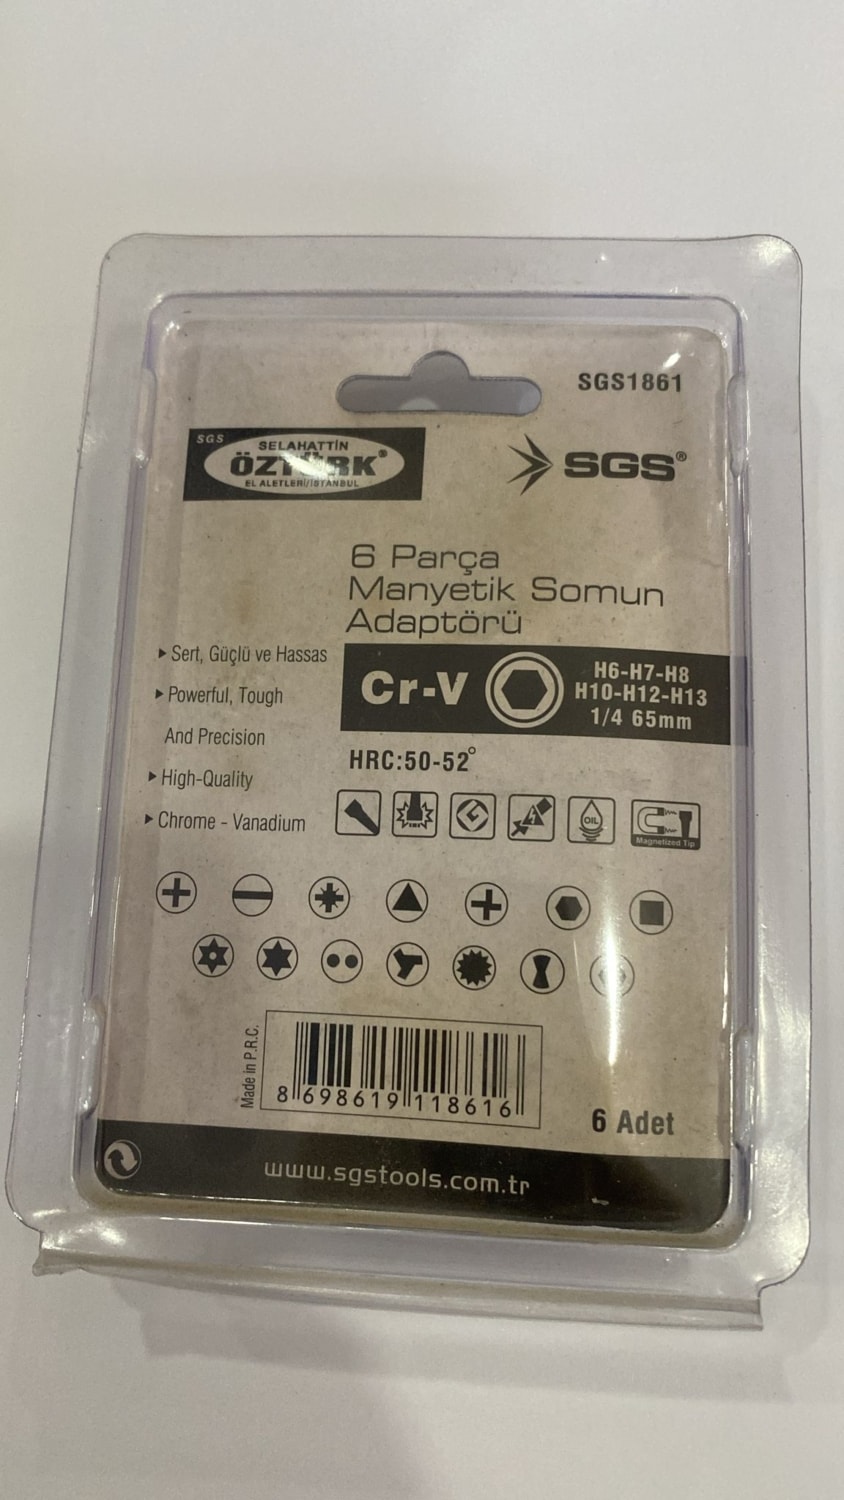 SGS1861
SGS
SELAHATTİN
ÖZTÜRK®
EL ALETLERİ/İSTANBUL
SGS®
6 Parça
Manyetik Somun
Adaptörü
▸ Sert, Güçlü ve Hassas
▸ Powerful, Tough
And Precision
▸ High-Quality
▸ Chrome - Vanadium
Cr-V
H6-H7-H8
H10-H12-H13
1/4 65mm
HRC:50-52°
OIL
Magnetized Tip
Made in P.R.C.
8 698619 118616
6 Adet
www.sgstools.com.tr